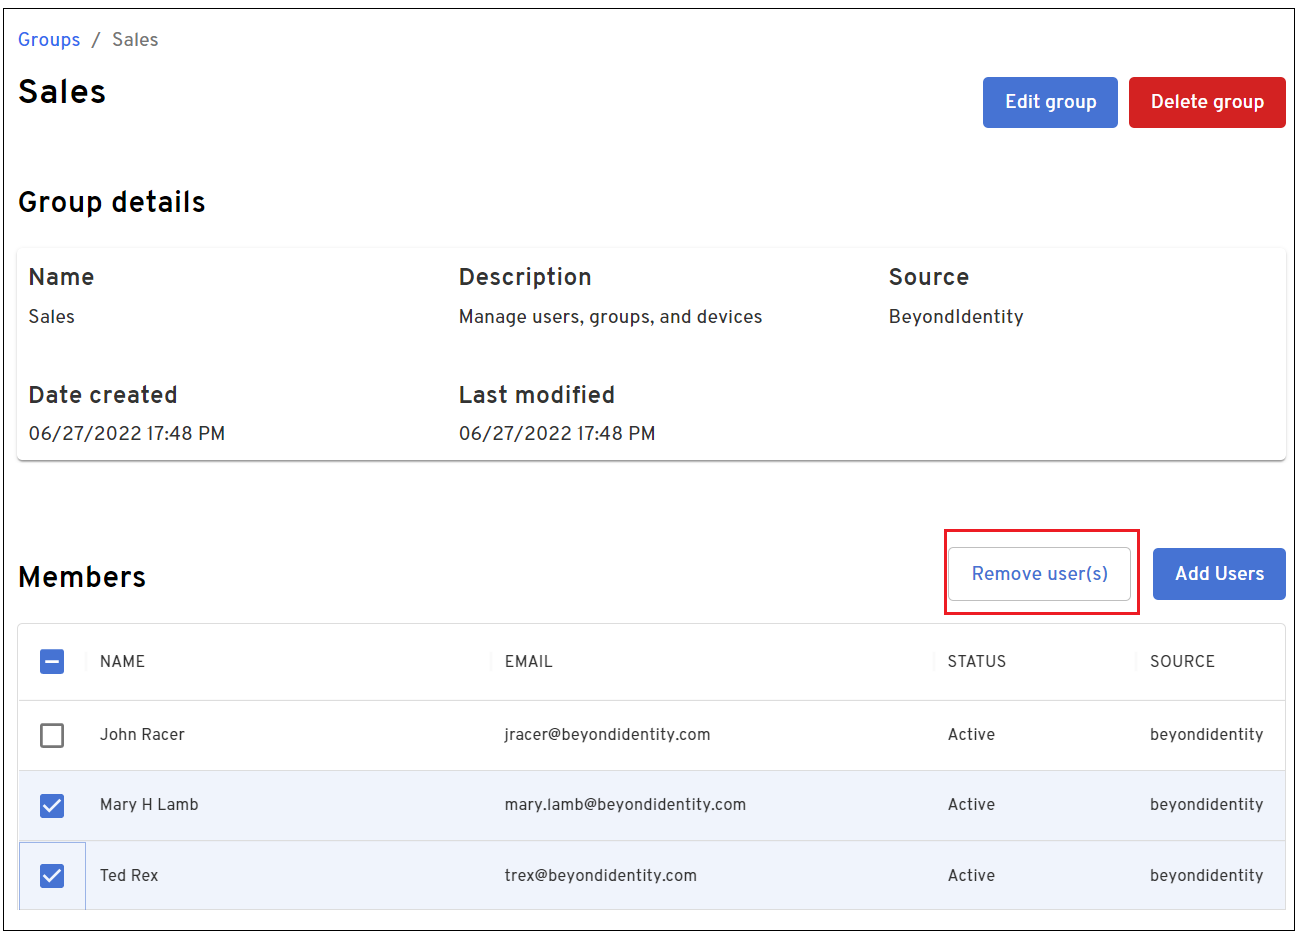 Groups / Sales
Sales
Edit group
Delete group
Group details
Name Description Source
Sales Manage users, groups, and devices BeyondIdentity
Date created Last modified
06/27/2022 17:48 PM 06/27/2022 17:48 PM
Members
Remove user(s)
Add Users
NAME EMAIL STATUS SOURCE
John Racer jracer@beyondidentity.com Active beyondidentity
Mary H Lamb mary.lamb@beyondidentity.com Active beyondidentity
Ted Rex trex@beyondidentity.com Active beyondidentity